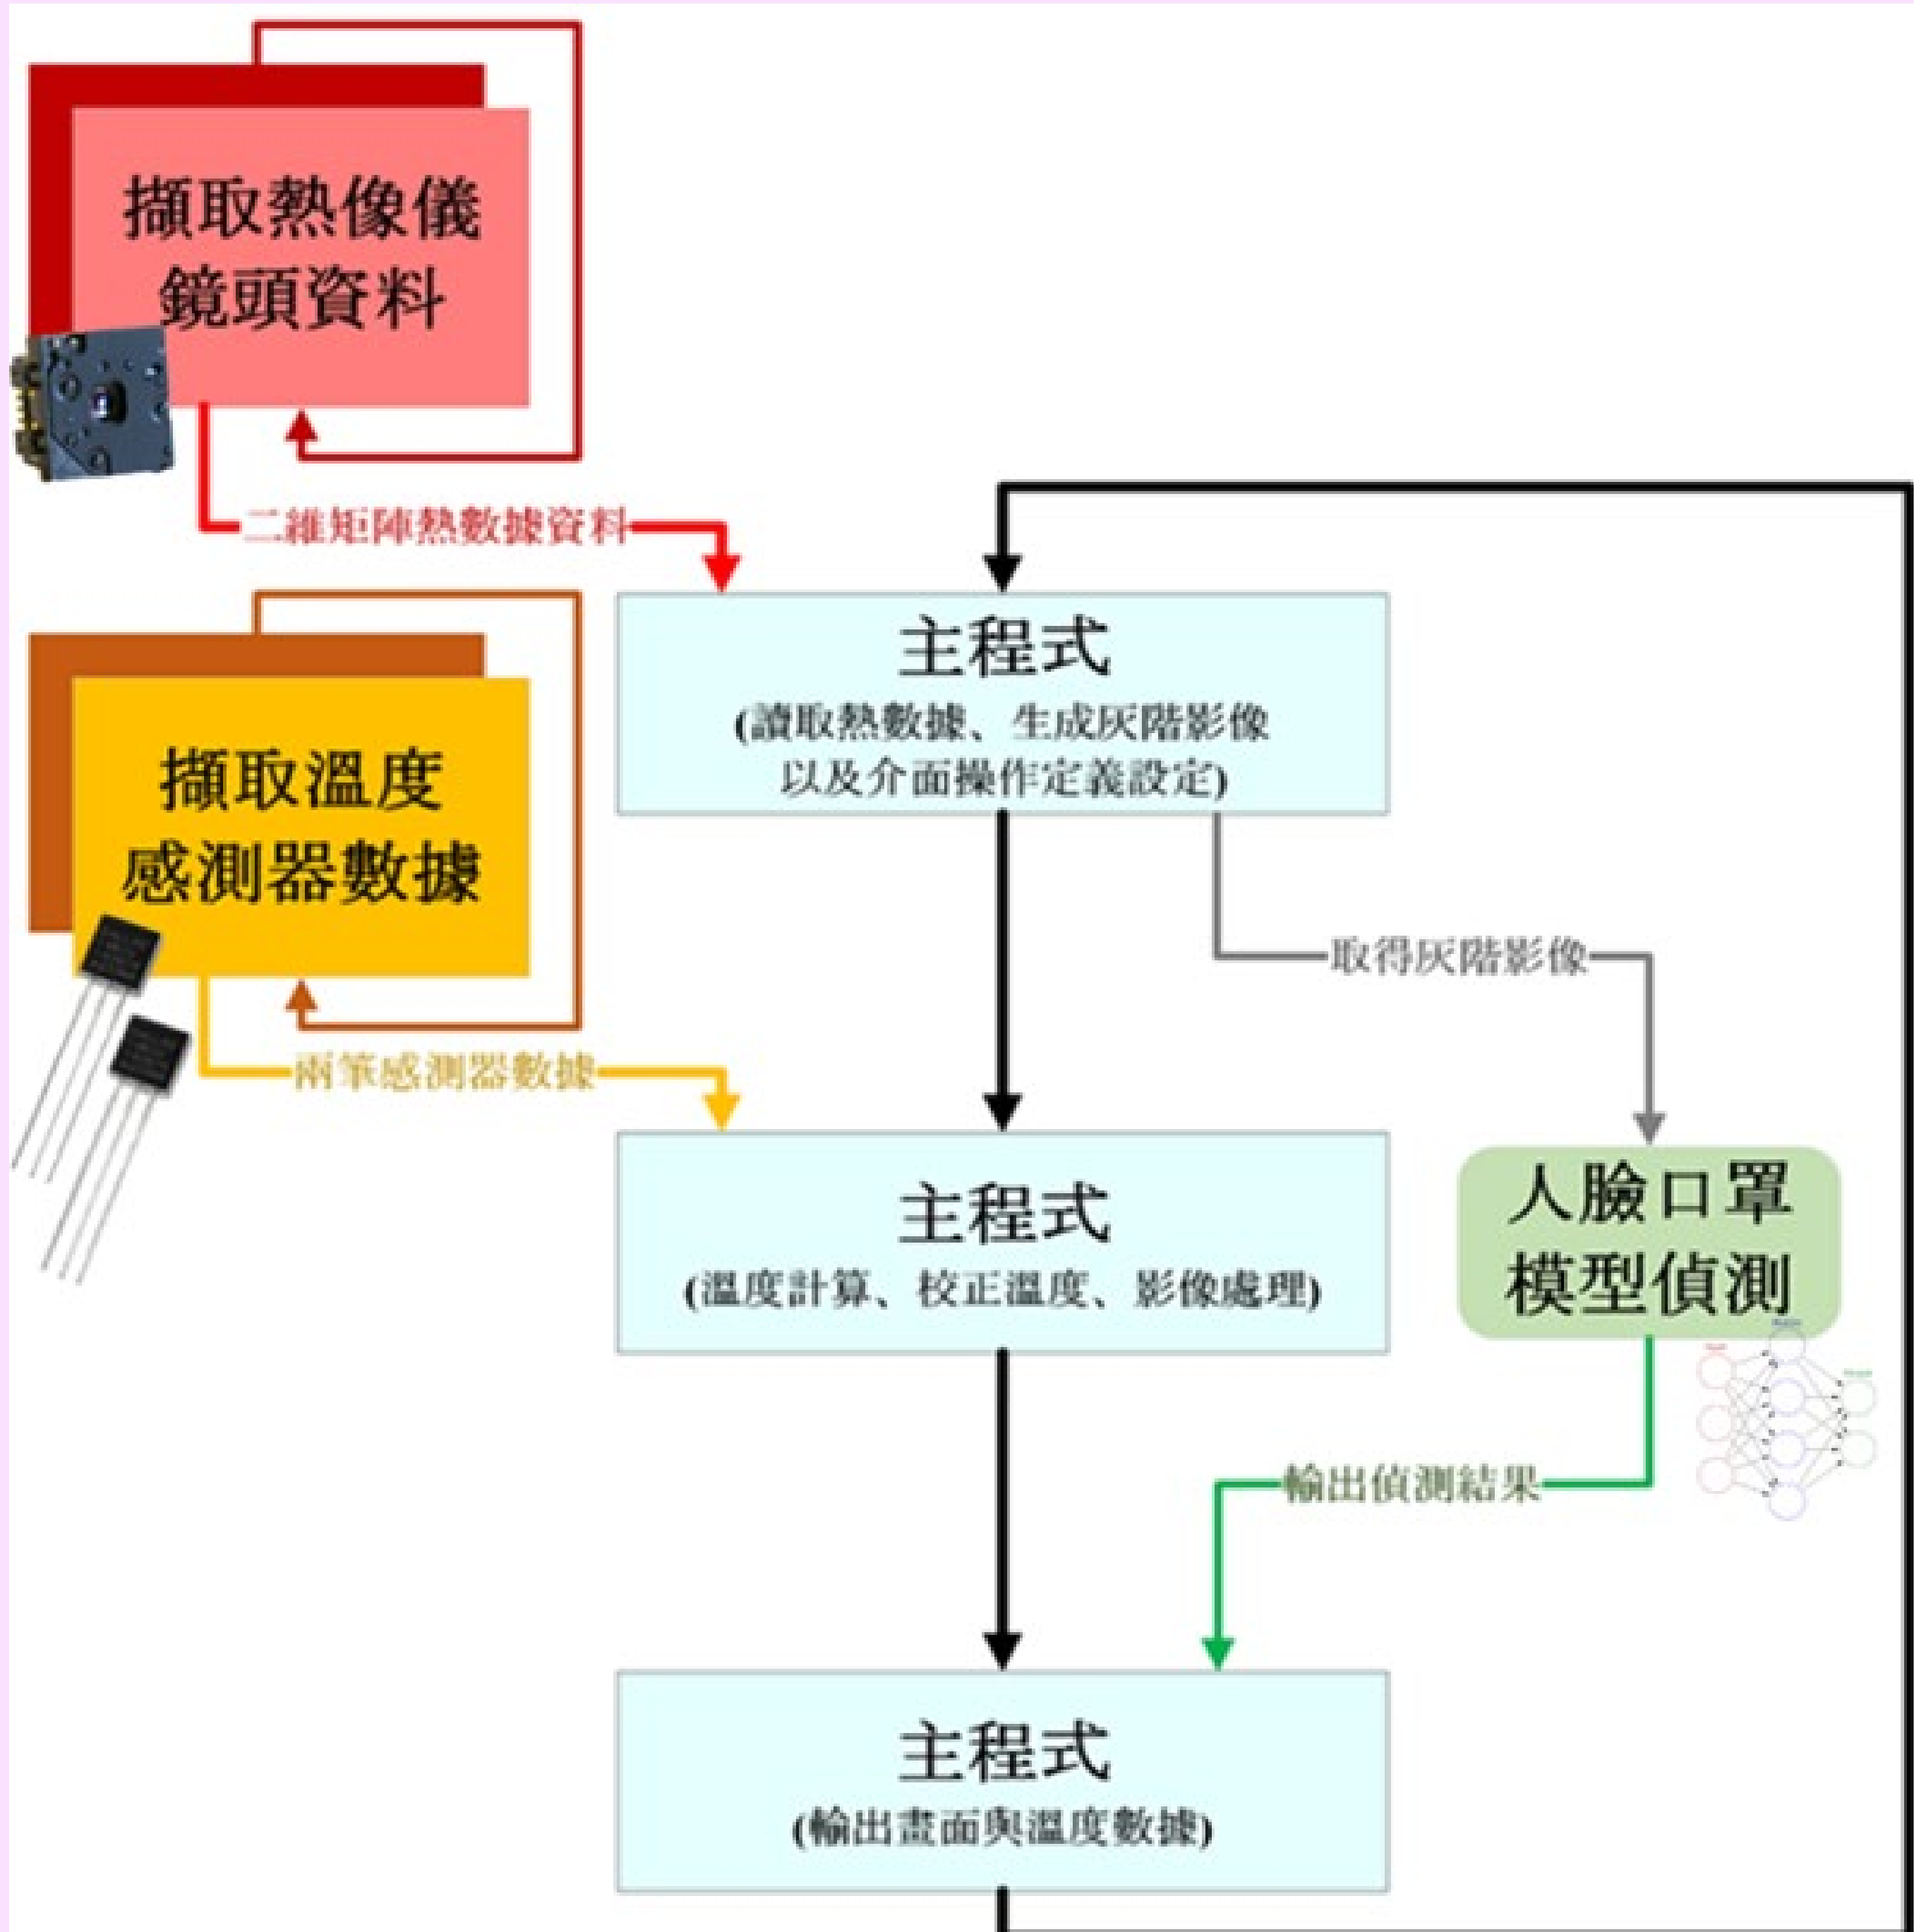 擷取熱像儀
鏡頭資料
二維矩陣熱數據資料
主程式
(讀取熱數據、生成灰階影像
以及介面操作定義設定)
擷取溫度
感測器數據
取得灰階影像
兩筆感測器數據
主程式
(溫度計算、校正溫度、影像處理)
人臉口罩
模型偵測
輸出偵測結果
主程式
(輸出畫面與溫度數據)